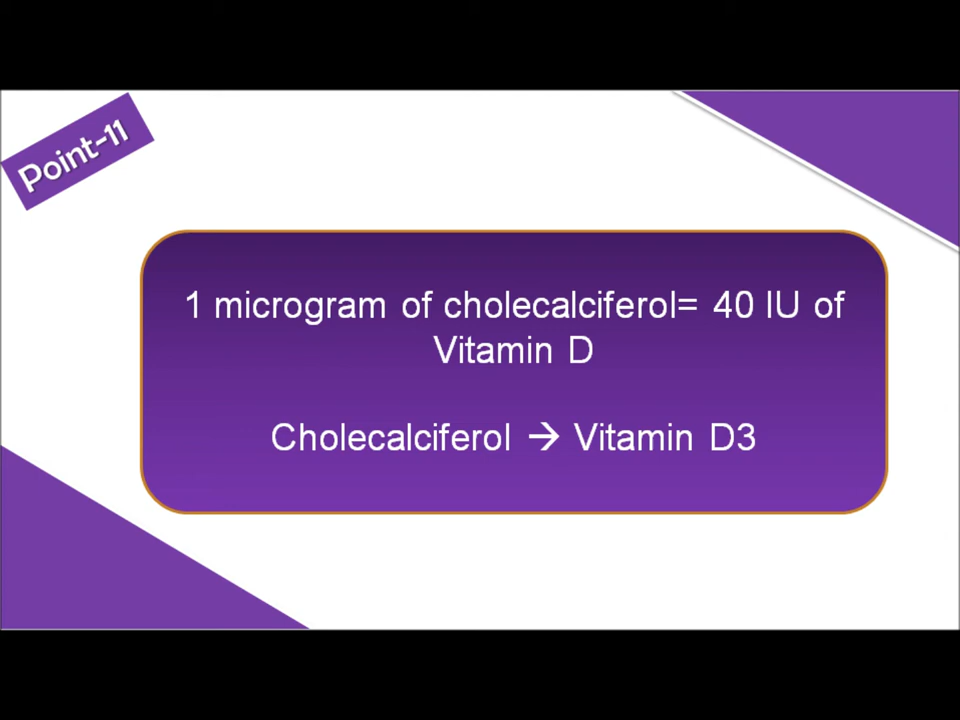 Point-11
1 microgram of cholecalciferol= 40 IU of
Vitamin D
Cholecalciferol → Vitamin D3